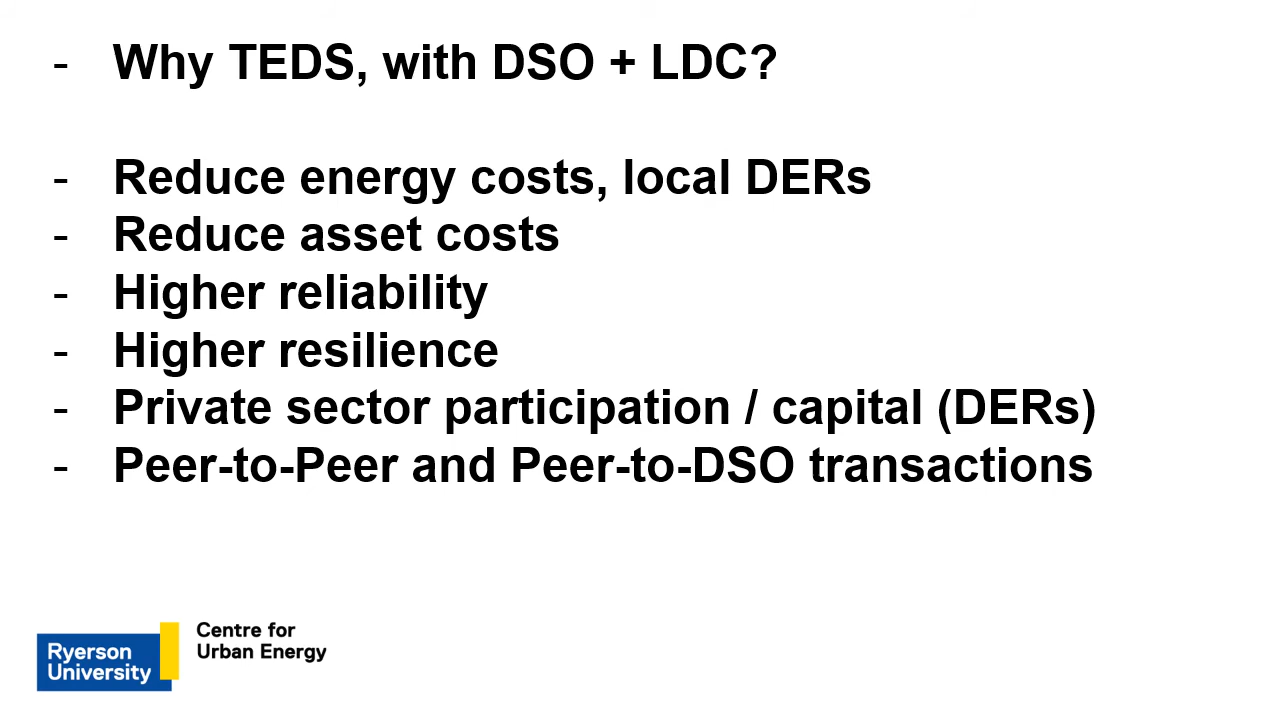 - Why TEDS, with DSO + LDC?
- Reduce energy costs, local DERs
- Reduce asset costs
- Higher reliability
- Higher resilience
- Private sector participation / capital (DERs)
- Peer-to-Peer and Peer-to-DSO transactions
Ryerson
University
Centre for
Urban Energy